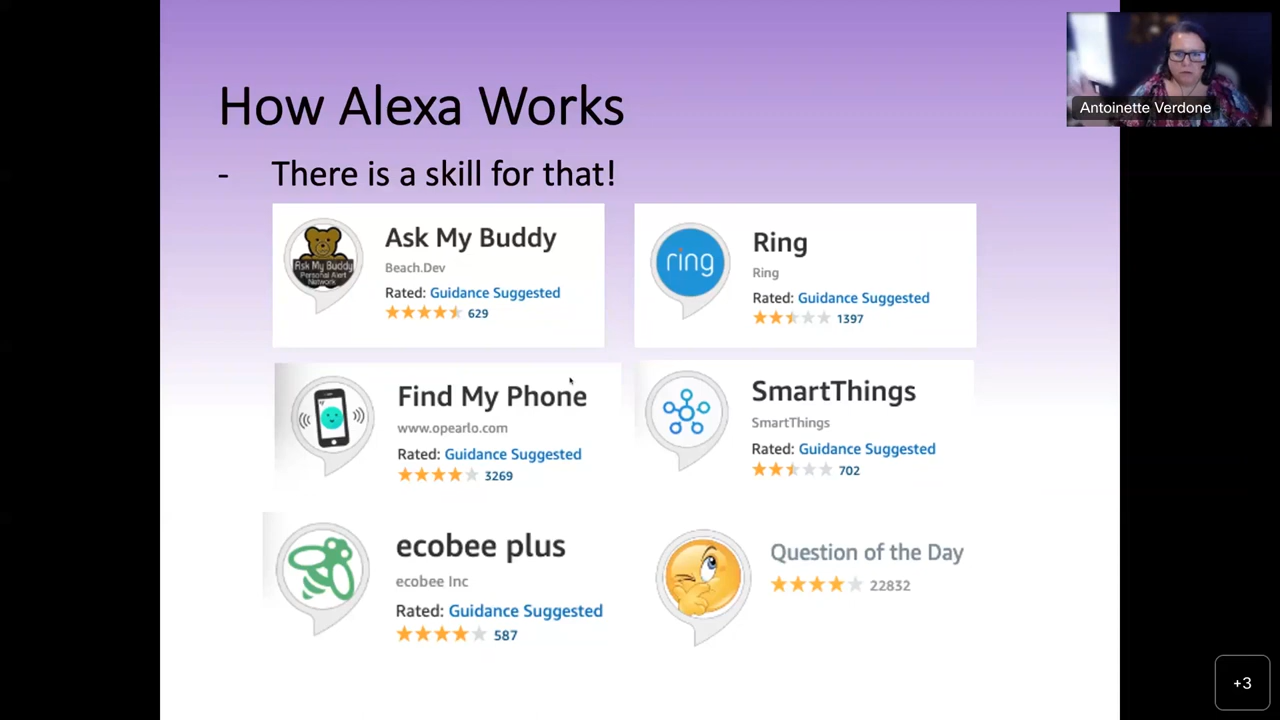 How Alexa Works
- There is a skill for that!
Ask My Buddy
Personal Alert
Network
Ask My Buddy
Beach.Dev
Rated: Guidance Suggested
629
ring
Ring
Ring
Rated: Guidance Suggested
1397
Find My Phone
www.opearlo.com
Rated: Guidance Suggested
3269
SmartThings
SmartThings
Rated: Guidance Suggested
702
ecobee plus
ecobee Inc
Rated: Guidance Suggested
587
Question of the Day
22832
Antoinette Verdone
+3